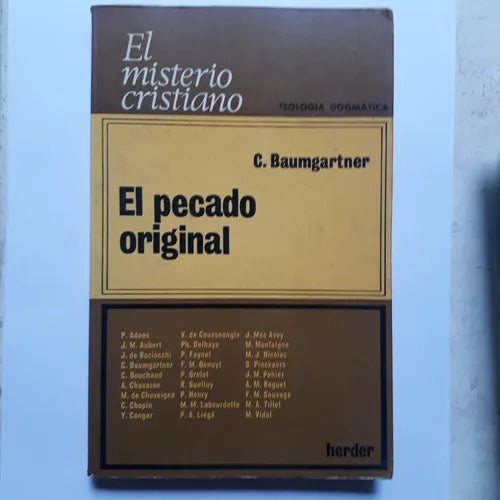 El
misterio
cristiano
TEOLOGIA DOGMATICA
C. Baumgartner
El pecado
original
P. Adnès
J. M. Aubert
J. de Baciocchi
C. Baumgartner
C. Bouchaud
A. Chavasse
M. de Cheveigné
C. Chopin
Y. Congar
V. de Couesnongle
Ph. Delhaye
P. Faynel
F. M. Genuyt
P. Grelot
R. Guelluy
P. Henry
M. M. Labourdette
P. A. Liégé
J. Mac Avoy
M. Montaigne
M. J. Nicolas
S. Pinckaers
J. M. Pohier
A. M. Roguet
F. M. Sauvage
M. A. Tillet
M. Vidal
herder